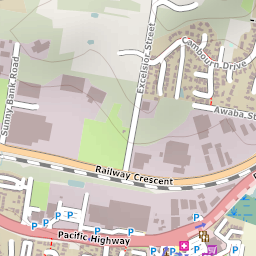 Excelsior Street
Cambourn Drive
Sunny Bank Road
Awaba St
Railway Crescent
P
P
P
P
P
P
P
P
P
Pacific Highway